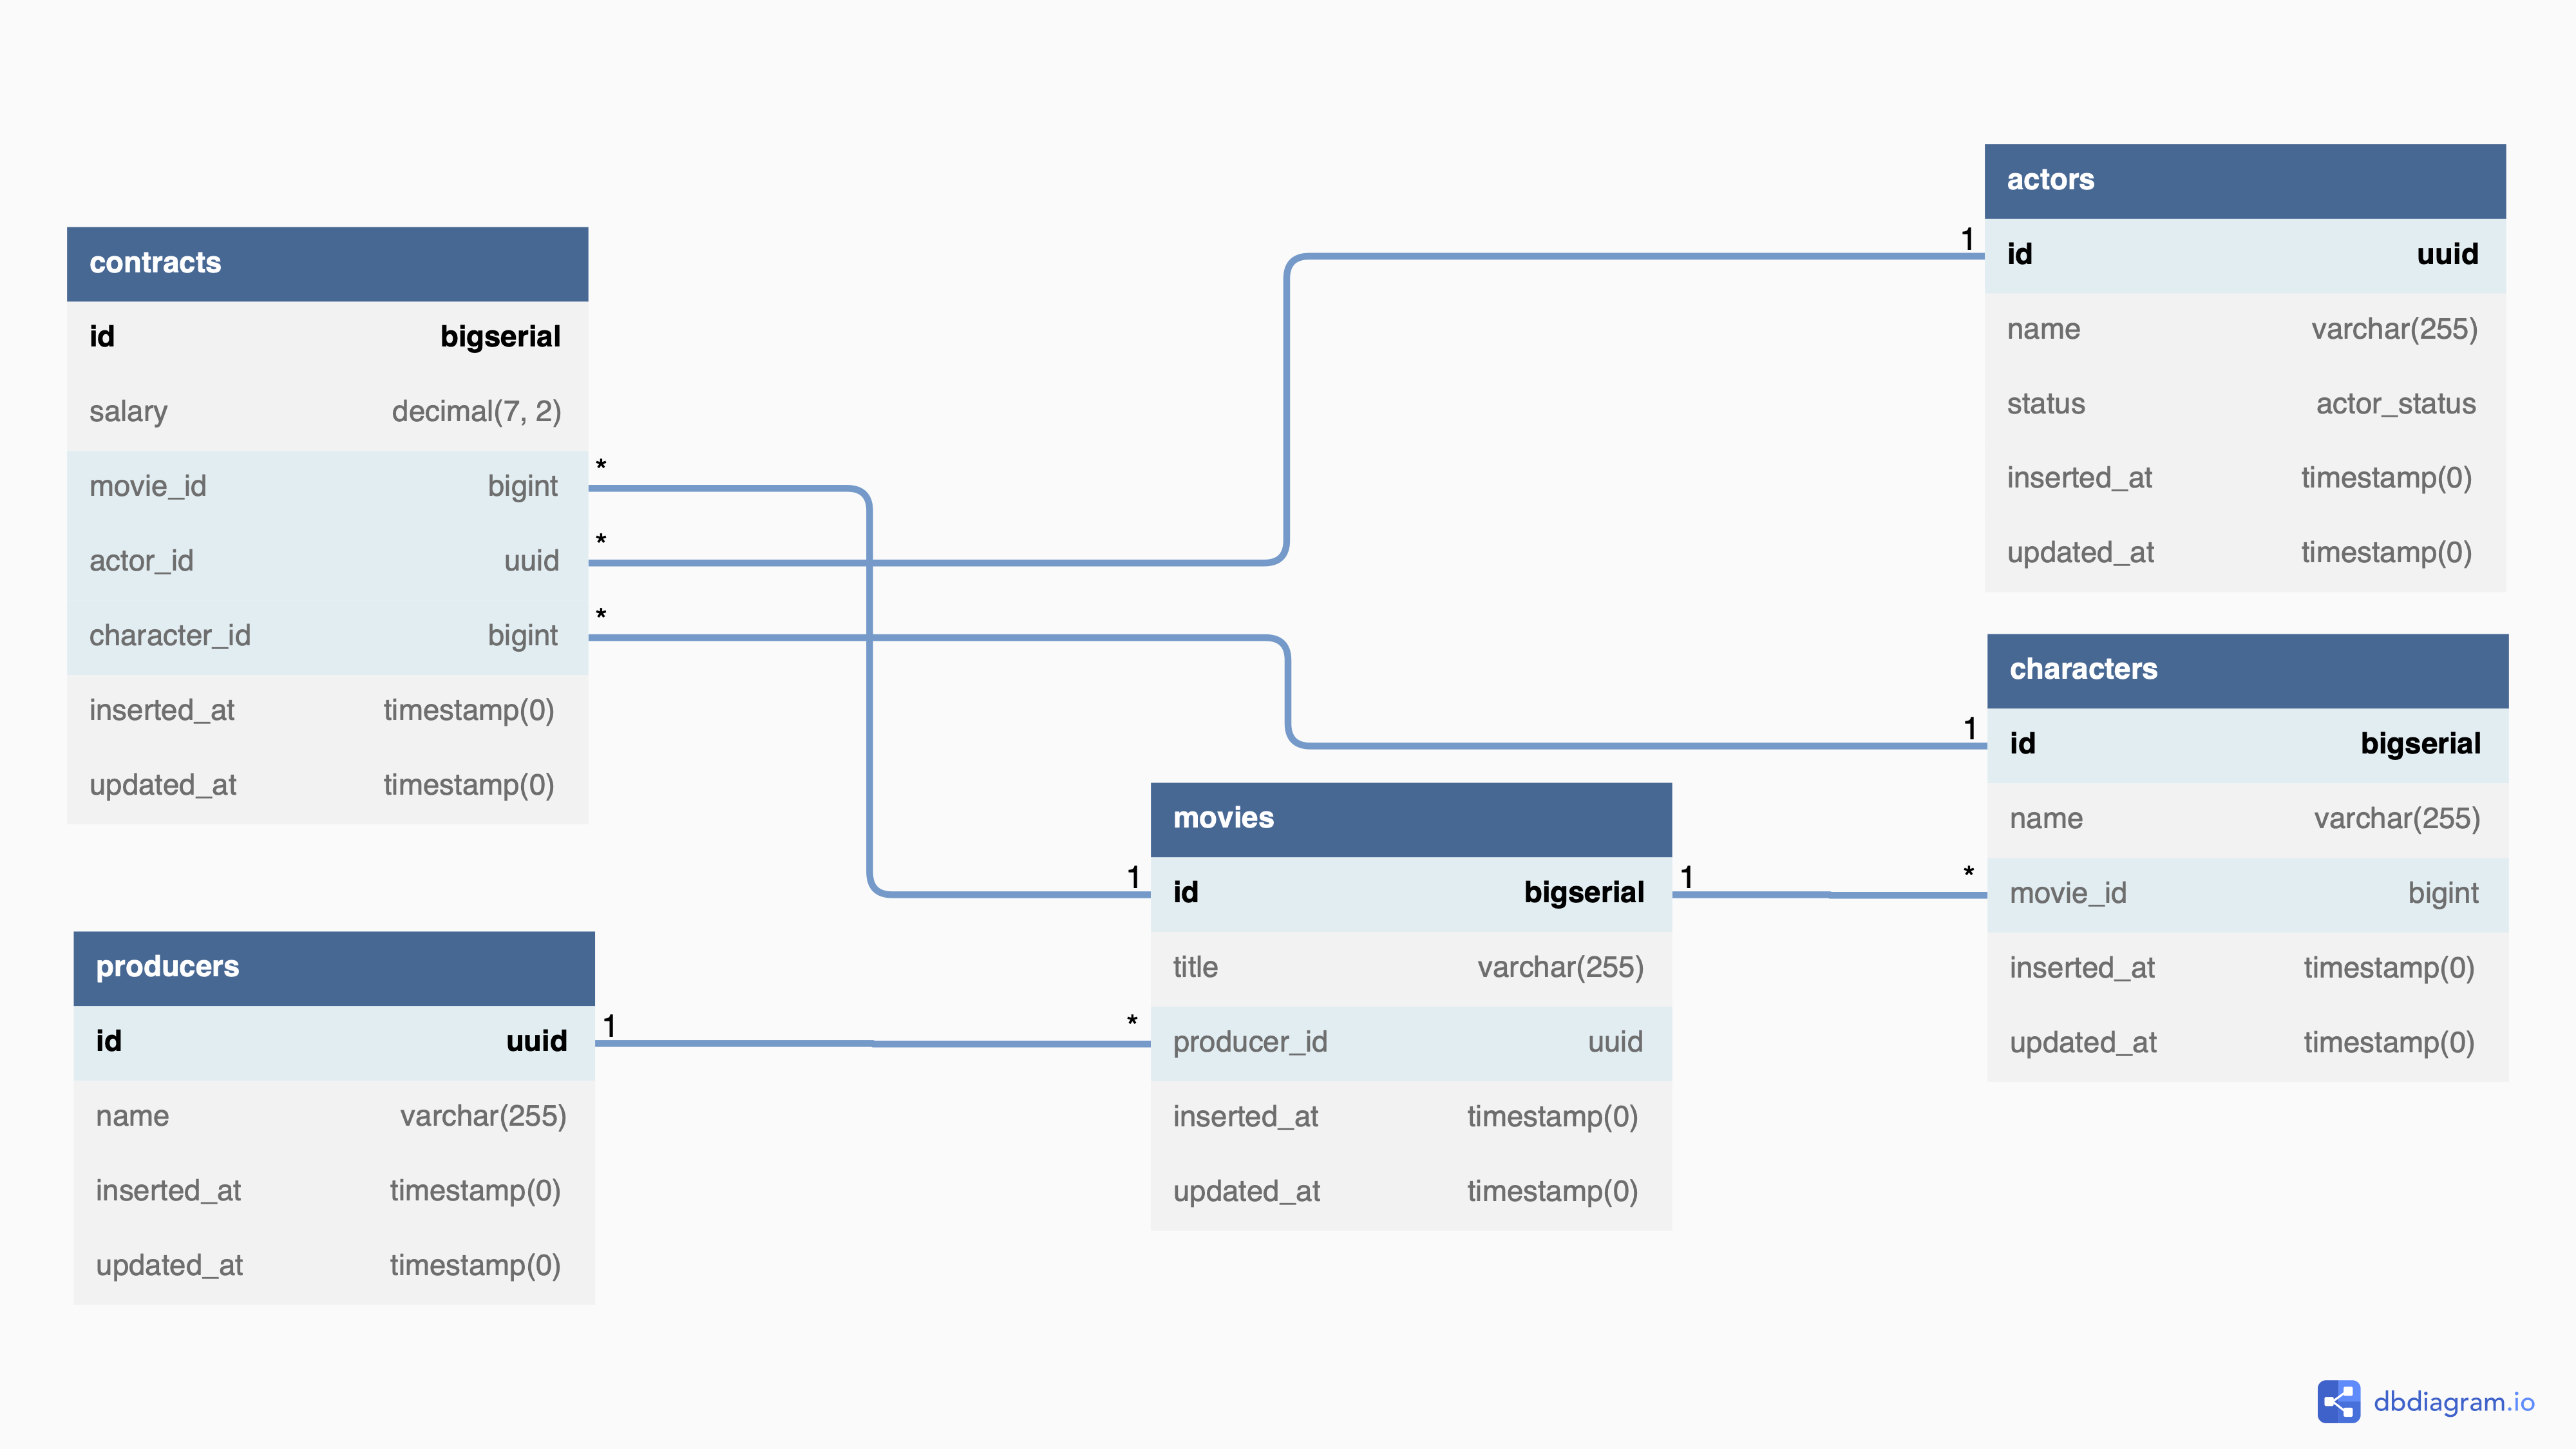 contracts
id bigserial
salary decimal(7, 2)
movie_id bigint *
actor_id uuid *
character_id bigint *
inserted_at timestamp(0)
updated_at timestamp(0)
actors
1 id uuid
name varchar(255)
status actor_status
inserted_at timestamp(0)
updated_at timestamp(0)
characters
1 id bigserial
name varchar(255)
* movie_id bigint
inserted_at timestamp(0)
updated_at timestamp(0)
movies
1 id bigserial 1
title varchar(255)
* producer_id uuid
inserted_at timestamp(0)
updated_at timestamp(0)
producers
id uuid 1
name varchar(255)
inserted_at timestamp(0)
updated_at timestamp(0)
dbdiagram.io